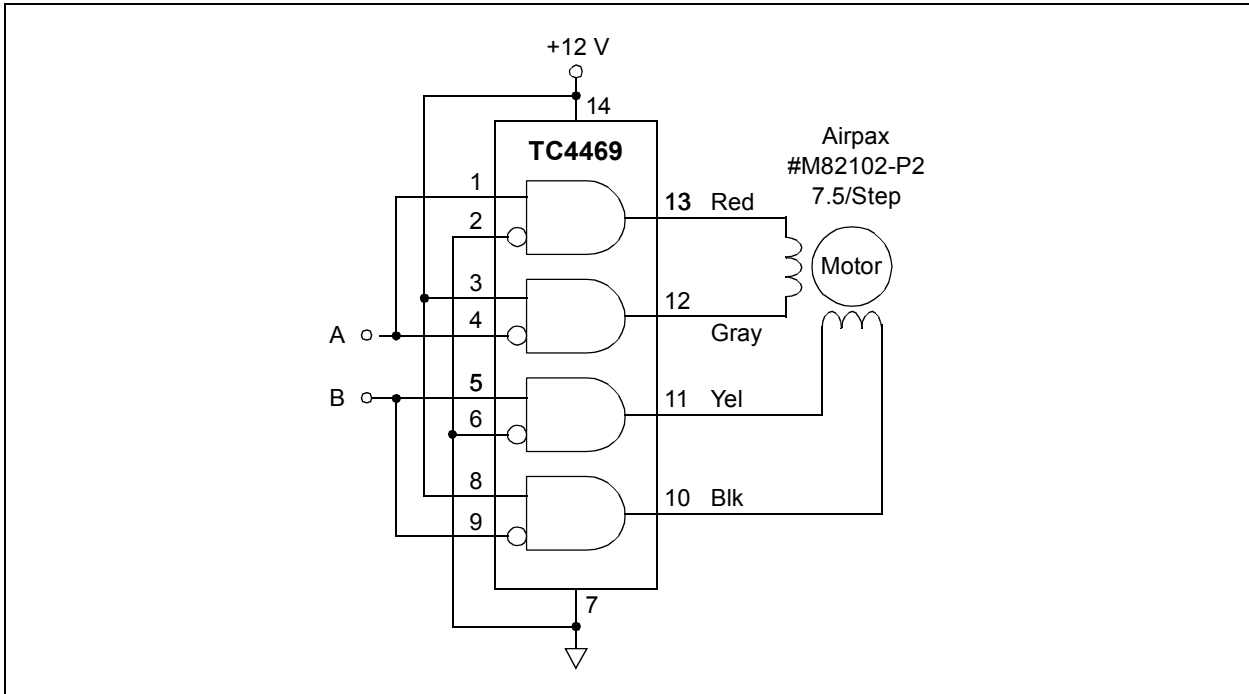 +12 V
14
TC4469
Airpax
#M82102-P2
7.5/Step
1
13 Red
2
Motor
3
12
4
A
Gray
B
5
11 Yel
6
8
10 Blk
9
7